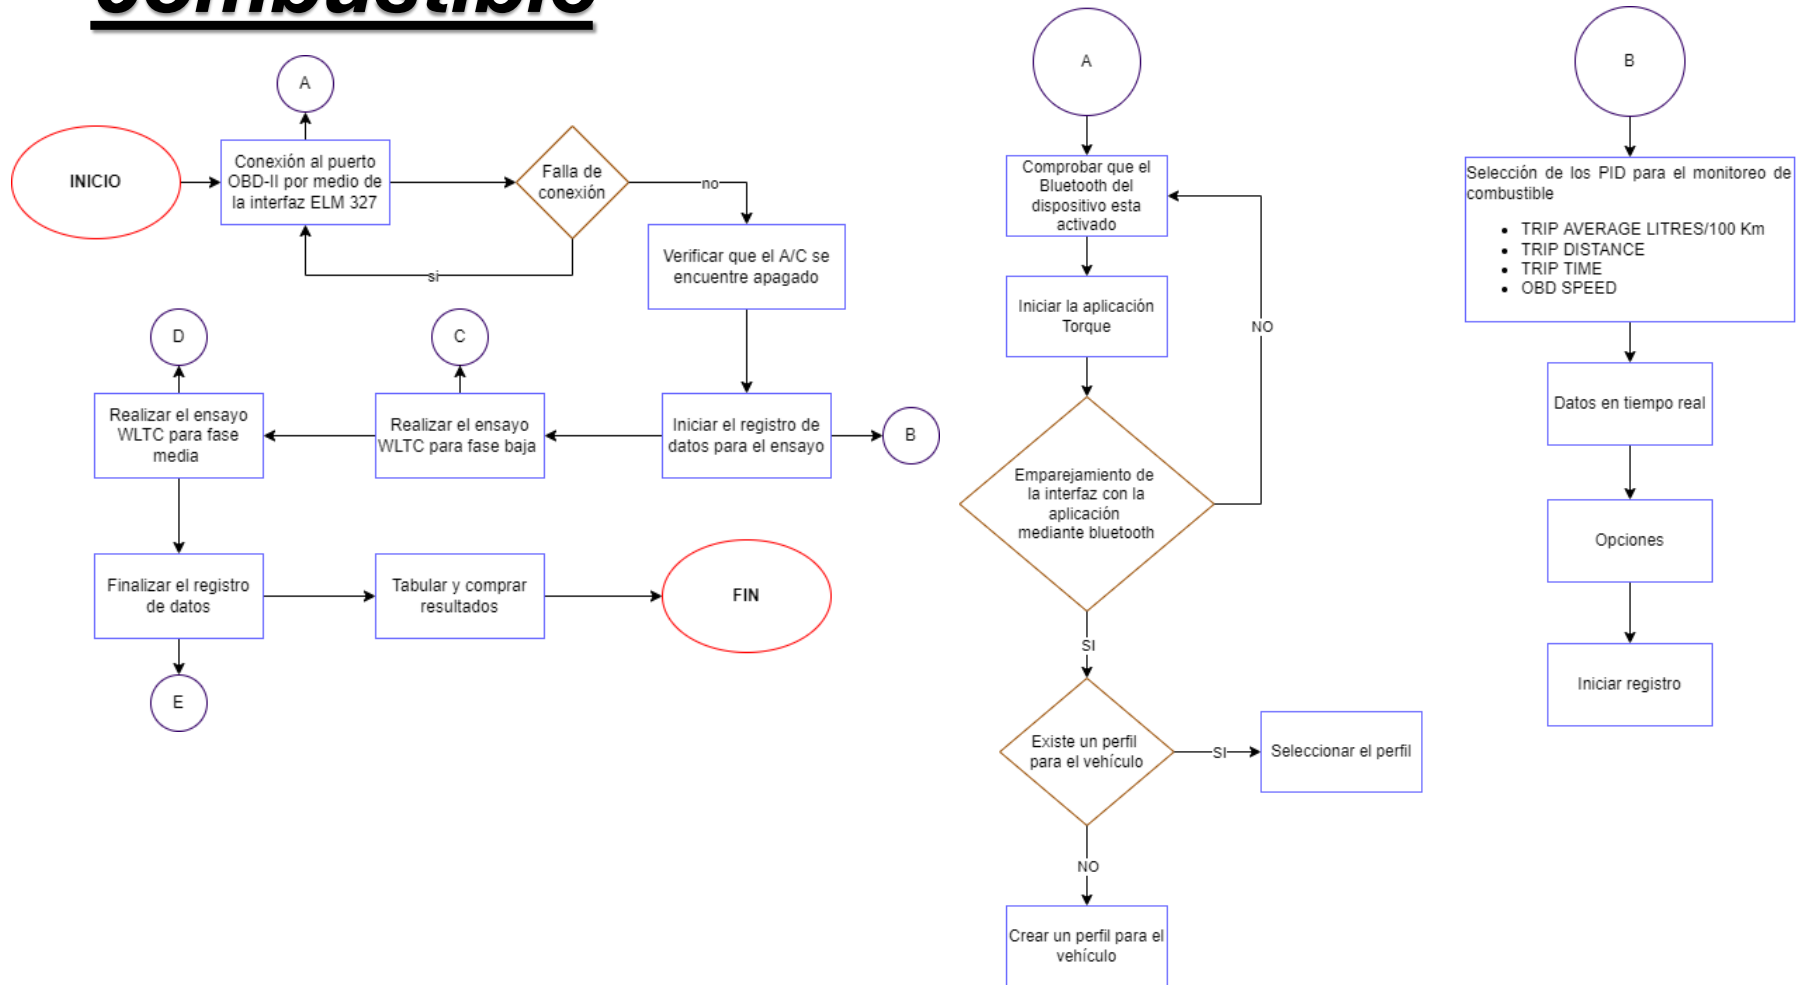 combustible
A
INICIO
Conexión al puerto
OBD-II por medio de
la interfaz ELM 327
Falla de
conexión
no
si
Verificar que el A/C se
encuentre apagado
D
C
Realizar el ensayo
WLTC para fase
media
Realizar el ensayo
WLTC para fase baja
Iniciar el registro de
datos para el ensayo
B
Finalizar el registro
de datos
Tabular y comprar
resultados
FIN
E
A
Comprobar que el
Bluetooth del
dispositivo esta
activado
Iniciar la aplicación
Torque
NO
Emparejamiento de
la interfaz con la
aplicación
mediante bluetooth
SI
Existe un perfil
para el vehículo
SI
Seleccionar el perfil
NO
Crear un perfil para el
vehículo
B
Selección de los PID para el monitoreo de
combustible
• TRIP AVERAGE LITRES/100 Km
• TRIP DISTANCE
• TRIP TIME
• OBD SPEED
Datos en tiempo real
Opciones
Iniciar registro